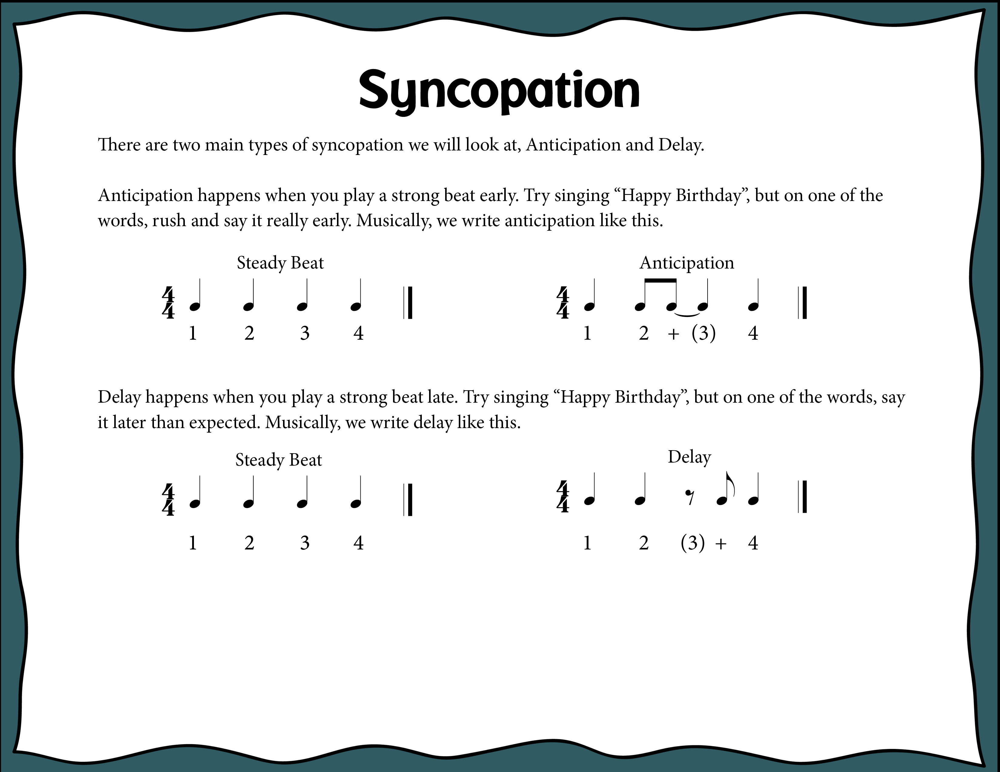 Syncopation
There are two main types of syncopation we will look at, Anticipation and Delay.
Anticipation happens when you play a strong beat early. Try singing “Happy Birthday”, but on one of the
words, rush and say it really early. Musically, we write anticipation like this.
Steady Beat
4
4
1 2 3 4
Anticipation
4
4
1 2 + (3) 4
Delay happens when you play a strong beat late. Try singing “Happy Birthday”, but on one of the words, say
it later than expected. Musically, we write delay like this.
Steady Beat
4
4
1 2 3 4
Delay
4
4
1 2 (3) + 4